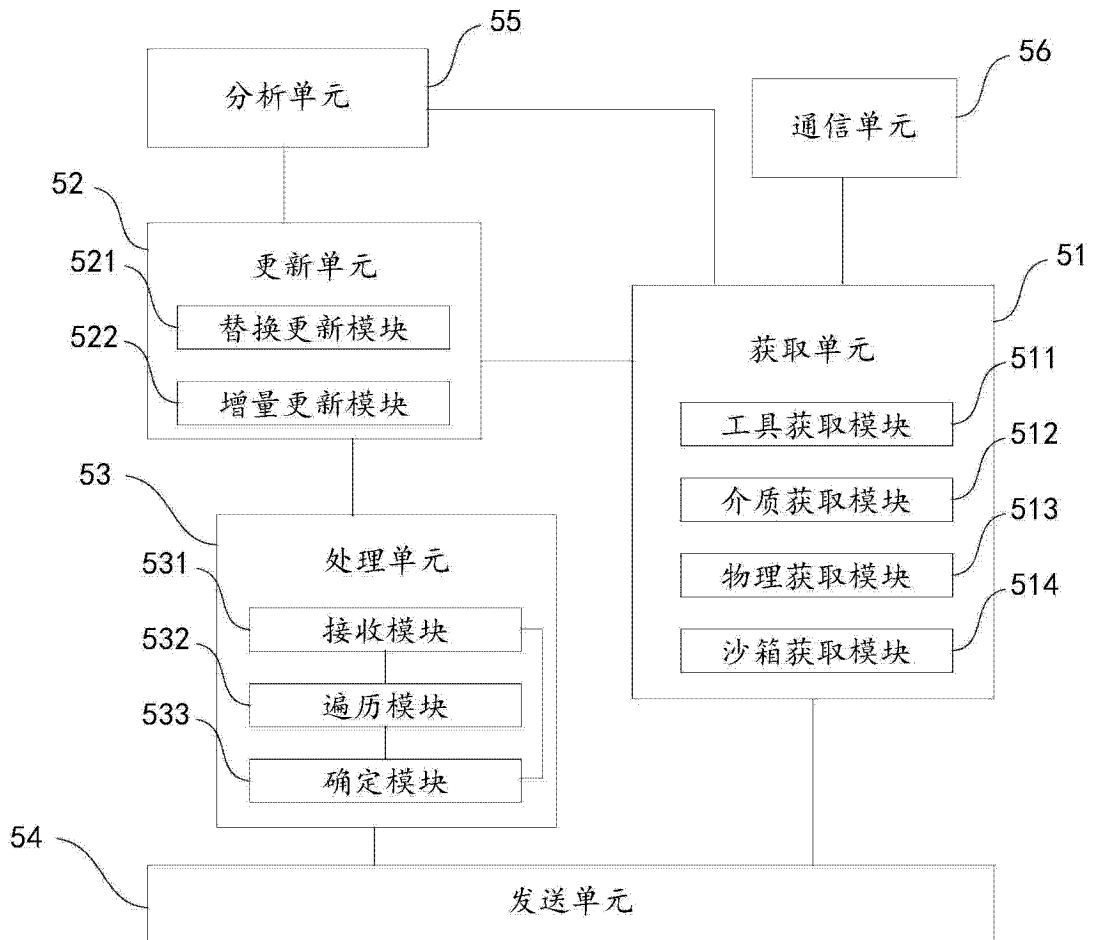 55
分析单元
56
通信单元
52
更新单元
521
替换更新模块
522
增量更新模块
51
获取单元
511
工具获取模块
512
介质获取模块
513
物理获取模块
514
沙箱获取模块
53
处理单元
531
接收模块
532
遍历模块
533
确定模块
54
发送单元